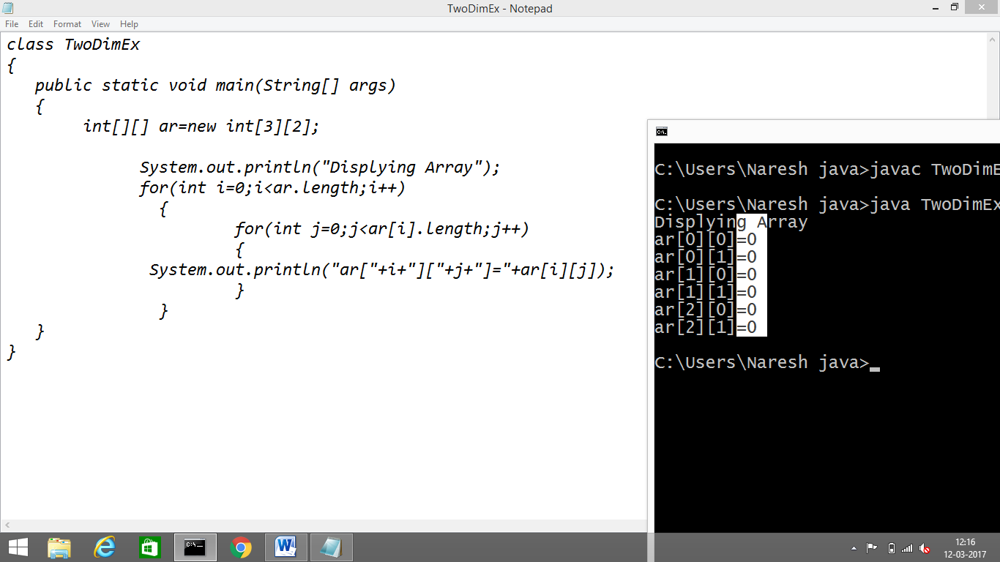 TwoDimEx - Notepad
File Edit Format View Help
class TwoDimEx
{
public static void main(String[] args)
{
int[][] ar=new int[3][2];
System.out.println("Displying Array");
for(int i=0;i<ar.length;i++)
{
for(int j=0;j<ar[i].length;j++)
{
System.out.println("ar["+i+"]["+j+"]="+ar[i][j]);
}
}
}
}
C:\Users\Naresh java>javac TwoDimE
C:\Users\Naresh java>java TwoDimEx
Displying Array
ar[0][0]=0
ar[0][1]=0
ar[1][0]=0
ar[1][1]=0
ar[2][0]=0
ar[2][1]=0
C:\Users\Naresh java>
12:16
12-03-2017